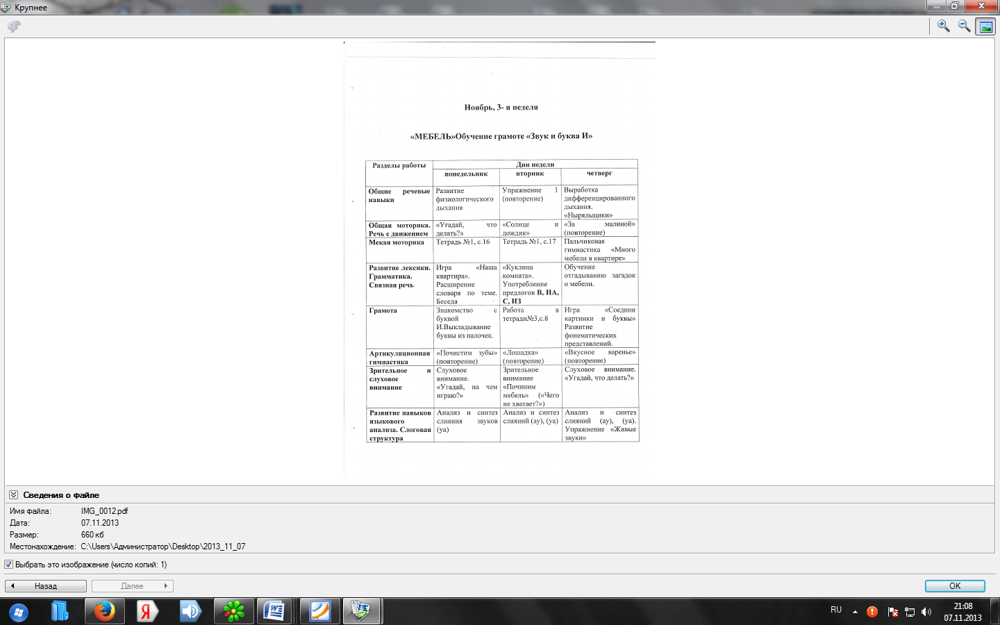 Крупнее
Ноябрь, 3- я неделя
«МЕБЕЛЬ»Обучение грамоте «Звук и буква И»
Разделы работы
Дни недели
понедельник
вторник
четверг
Общие речевые
навыки
Развитие
физиологического
дыхания
Упражнение 1
(повторение)
Выработка
дифференцированного
дыхания.
«Ныряльщики»
Общая моторика.
Речь с движением
«Угадай, что
делать?»
«Солнце и
дождик»
«За малиной»
(повторение)
Мекая моторика
Тетрадь №1, с.16
Тетрадь №1, с.17
Пальчиковая
гимнастика «Много
мебели в квартире»
Развитие лексики.
Грамматика.
Связная речь
Игра «Наша
квартира».
Расширение
словаря по теме.
Беседа
«Куклина
комната».
Употребление
предлогов В, НА,
С, ИЗ
Обучение
отгадыванию загадок
о мебели.
Грамота
Знакомство с
буквой
И.Выкладывание
буквы из палочек.
Работа в
тетради№3,с.8
Игра «Соедини
картинки и буквы»
Развитие
фонематических
представлений.
Артикуляционная
гимнастика
«Почистим зубы»
(повторение)
«Лошадка»
(повторение)
«Вкусное варенье»
(повторение)
Зрительное и
слуховое
внимание
Слуховое
внимание.
«Угадай, на чем
играю?»
Зрительное
внимание
«Починим
мебель» («Чего
не хватает?»)
Слуховое внимание.
«Угадай, что делать?»
Развитие навыков
языкового
анализа. Слоговая
структура
Анализ и синтез
слияния звуков
(уа)
Анализ и синтез
слияний (ау), (уа)
Анализ и синтез
слияний (ау), (уа).
Упражнение «Живые
звуки»
Сведения о файле
Имя файла: IMG_0012.pdf
Дата: 07.11.2013
Размер: 660 кб
Местонахождение: C:\Users\Администратор\Desktop\2013_11_07
Выбрать это изображение (число копий: 1)
Назад
Далее
OK
RU
21:08
07.11.2013